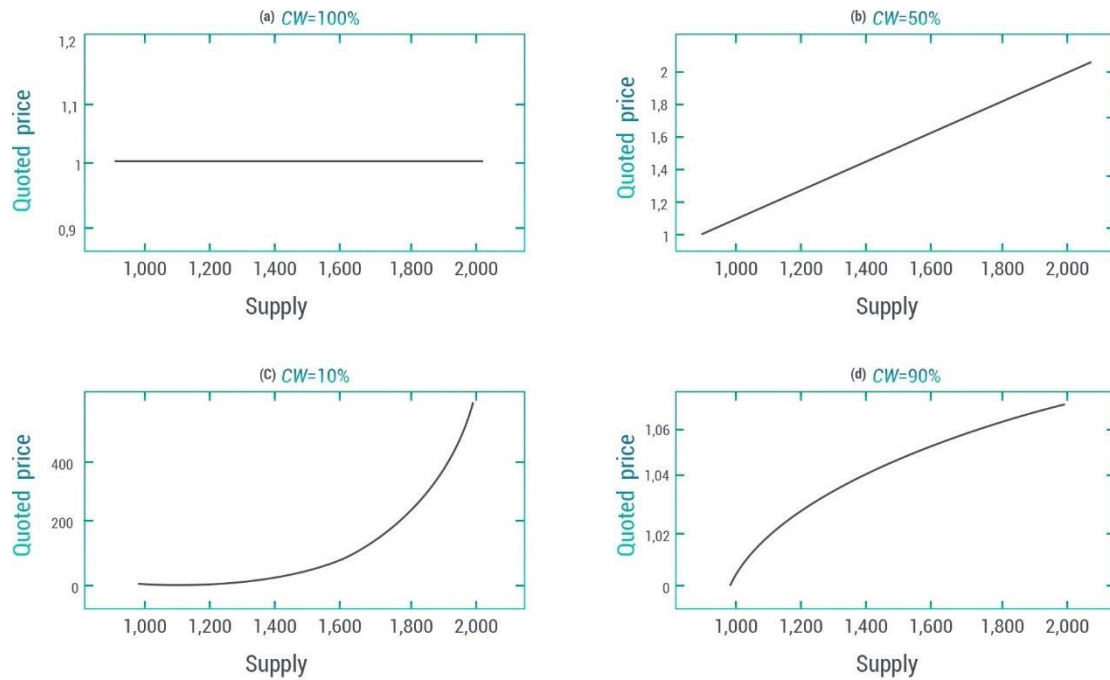 (a) CW=100%
Quoted price
1,2
1,1
1
0,9
1,000 1,200 1,400 1,600 1,800 2,000
Supply
(b) CW=50%
Quoted price
2
1,8
1,6
1,4
1,2
1
1,000 1,200 1,400 1,600 1,800 2,000
Supply
(C) CW=10%
Quoted price
400
200
0
1,000 1,200 1,400 1,600 1,800 2,000
Supply
(d) CW=90%
Quoted price
1,06
1,04
1,02
0
1,000 1,200 1,400 1,600 1,800 2,000
Supply